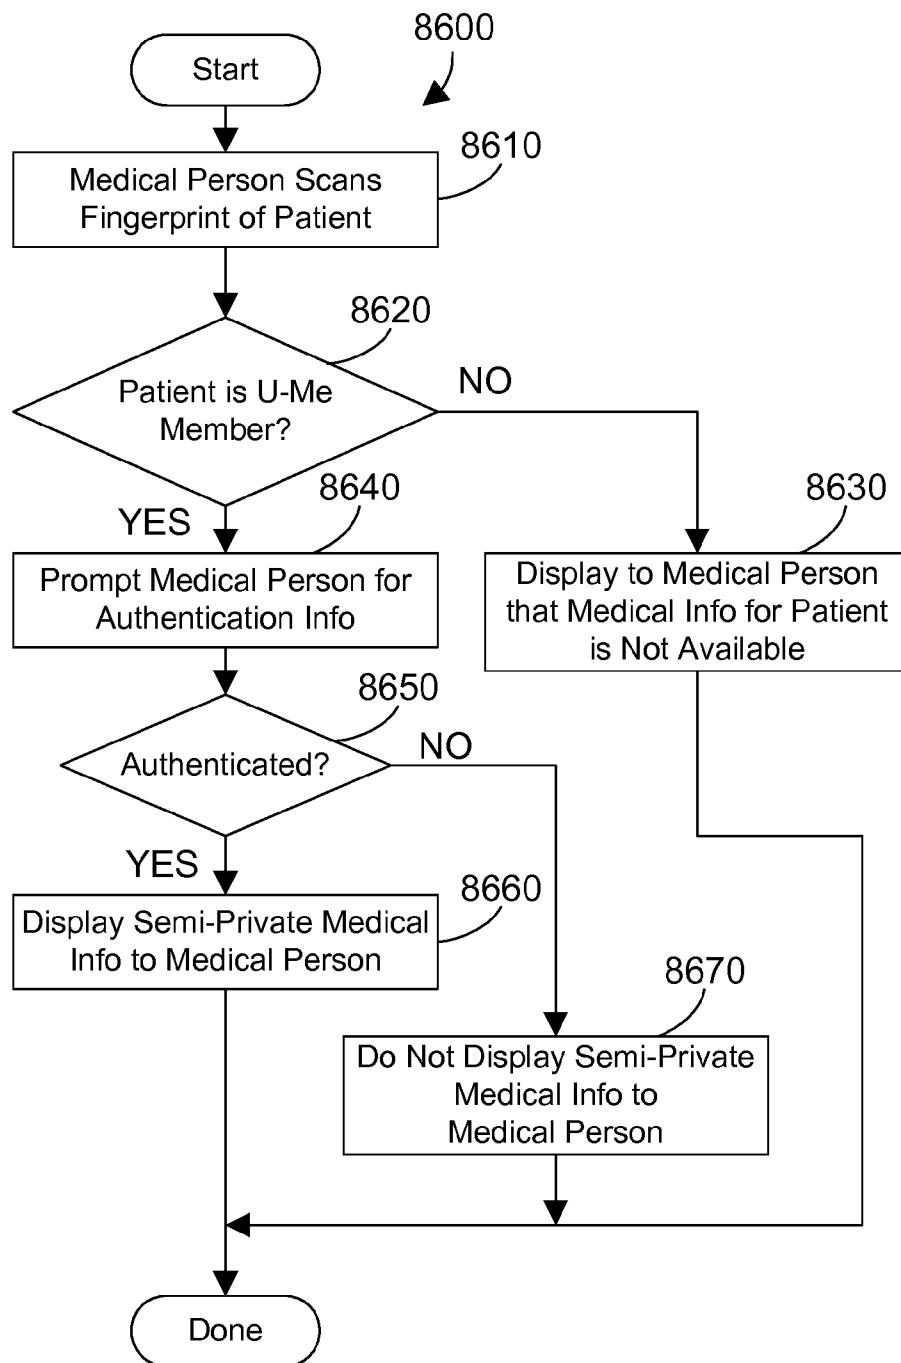 8600
Start
8610
Medical Person Scans
Fingerprint of Patient
8620
Patient is U-Me
Member?
NO
YES
8640
8630
Prompt Medical Person for
Authentication Info
Display to Medical Person
that Medical Info for Patient
is Not Available
8650
Authenticated?
NO
YES
8660
Display Semi-Private Medical
Info to Medical Person
8670
Do Not Display Semi-Private
Medical Info to
Medical Person
Done